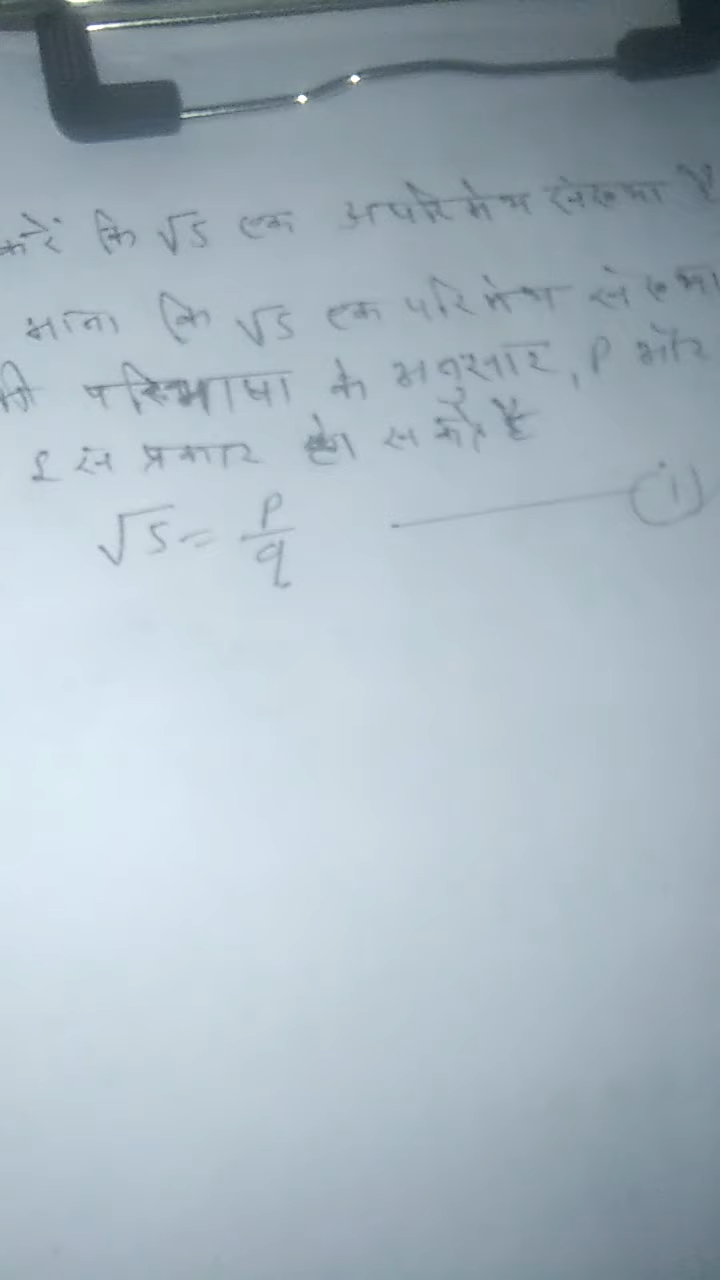 करें कि √5 एक अपरिमेय संख्या है
माना कि √5 एक परिमेय संख्या
की परिभाषा के अनुसार, P और
इस प्रकार हो सकते है
√5 = P/q (1)